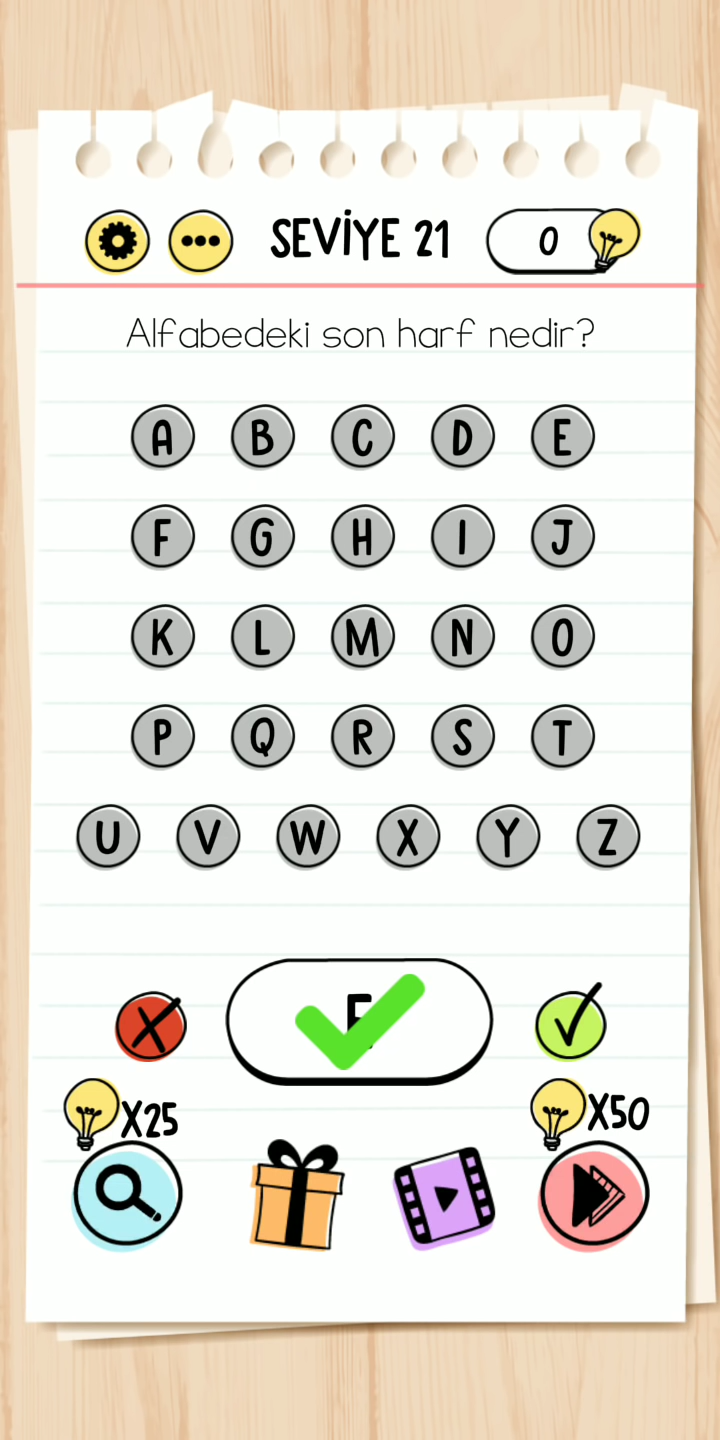 SEVİYE 21
0
Alfabedeki son harf nedir?
A B C D E
F G H I J
K L M N O
P Q R S T
U V W X Y Z
X25
X50